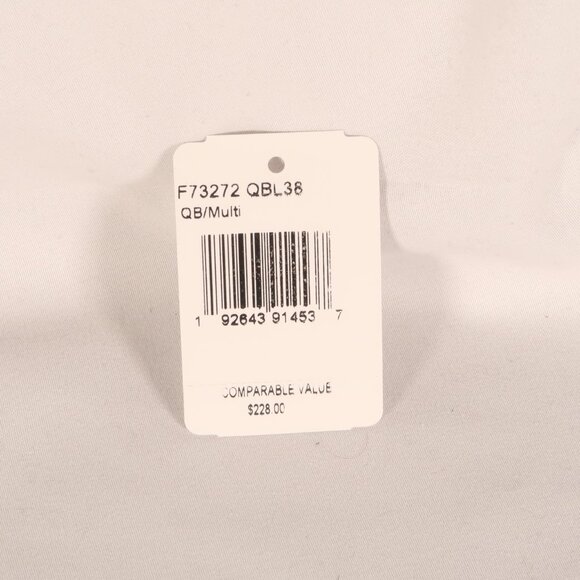 F73272 QBL38
QB/Multi
1 92643 91453 7
COMPARABLE VALUE
$228.00